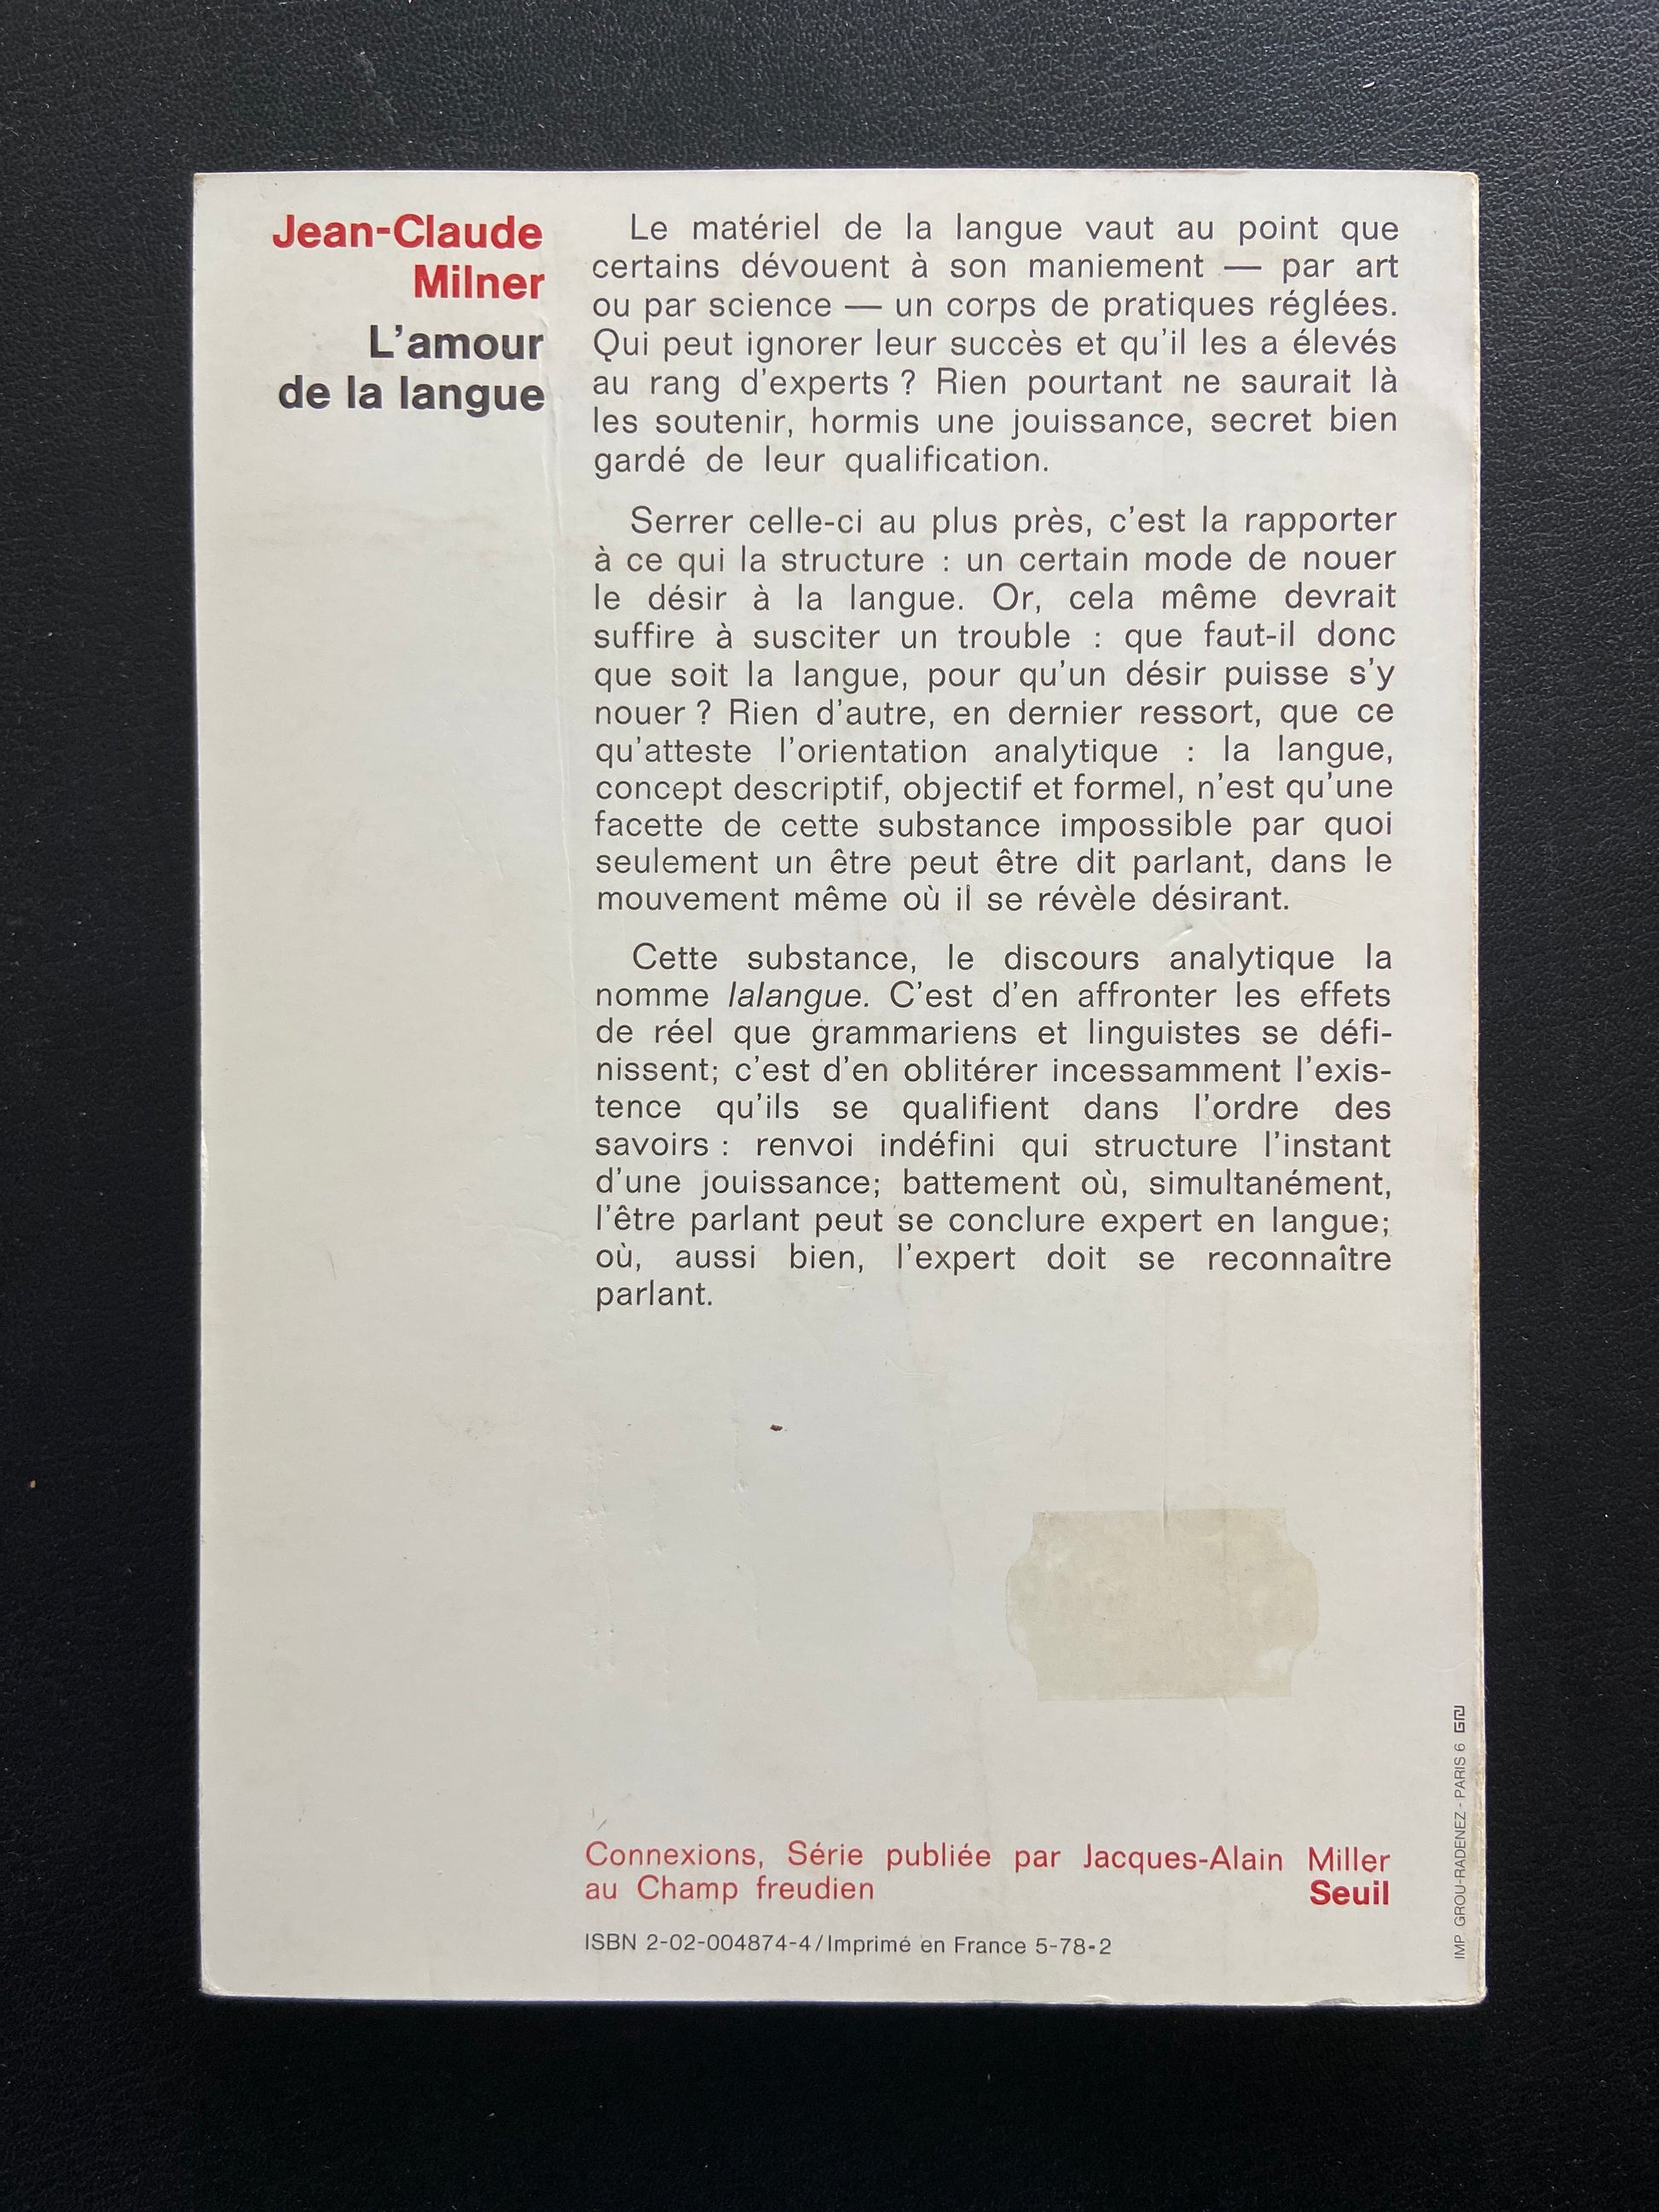 Jean-Claude
Milner
L'amour
de la langue
Le matériel de la langue vaut au point que
certains dévouent à son maniement — par art
ou par science — un corps de pratiques réglées.
Qui peut ignorer leur succès et qu'il les a élevés
au rang d'experts ? Rien pourtant ne saurait là
les soutenir, hormis une jouissance, secret bien
gardé de leur qualification.
Serrer celle-ci au plus près, c'est la rapporter
à ce qui la structure : un certain mode de nouer
le désir à la langue. Or, cela même devrait
suffire à susciter un trouble : que faut-il donc
que soit la langue, pour qu'un désir puisse s'y
nouer ? Rien d'autre, en dernier ressort, que ce
qu'atteste l'orientation analytique : la langue,
concept descriptif, objectif et formel, n'est qu'une
facette de cette substance impossible par quoi
seulement un être peut être dit parlant, dans le
mouvement même où il se révèle désirant.
Cette substance, le discours analytique la
nomme lalangue. C'est d'en affronter les effets
de réel que grammariens et linguistes se défi-
nissent; c'est d'en oblitérer incessamment l'exis-
tence qu'ils se qualifient dans l'ordre des
savoirs : renvoi indéfini qui structure l'instant
d'une jouissance; battement où, simultanément,
l'être parlant peut se conclure expert en langue;
où, aussi bien, l'expert doit se reconnaître
parlant.
Connexions, Série publiée par Jacques-Alain Miller
au Champ freudien
Seuil
ISBN 2-02-004874-4/Imprimé en France 5-78-2
IMP. GROU-RADENEZ - PARIS 6 GRJ